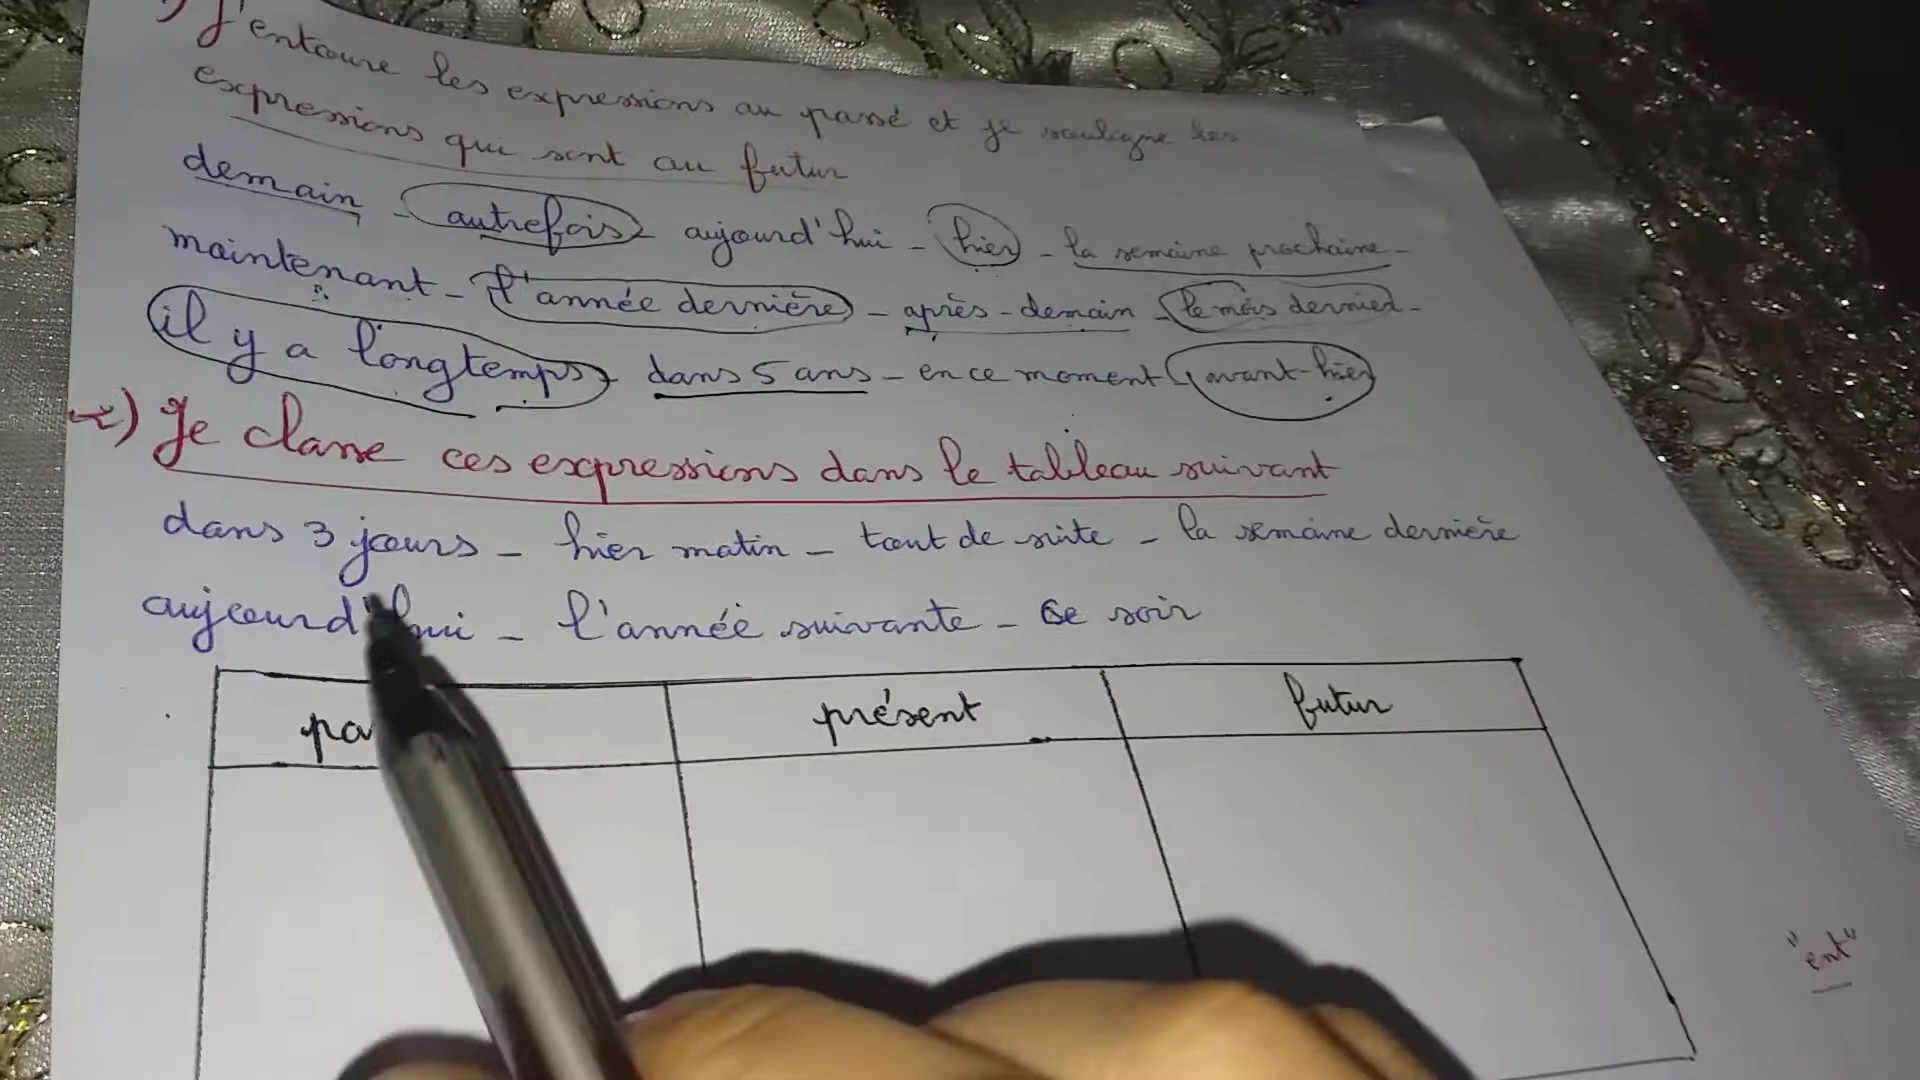 J'entoure les expressions au passé et je souligne les
expressions qui sont au futur
demain - autrefois - aujourd'hui - hier - la semaine prochaine -
maintenant - l'année dernière - après-demain - le mois dernier -
il y a longtemps - dans 5 ans - en ce moment - avant-hier
2) Je classe ces expressions dans le tableau suivant
dans 3 jours - hier matin - tout de suite - la semaine dernière
aujourd'hui - l'année suivante - Ce soir
pa présent futur
"ent"